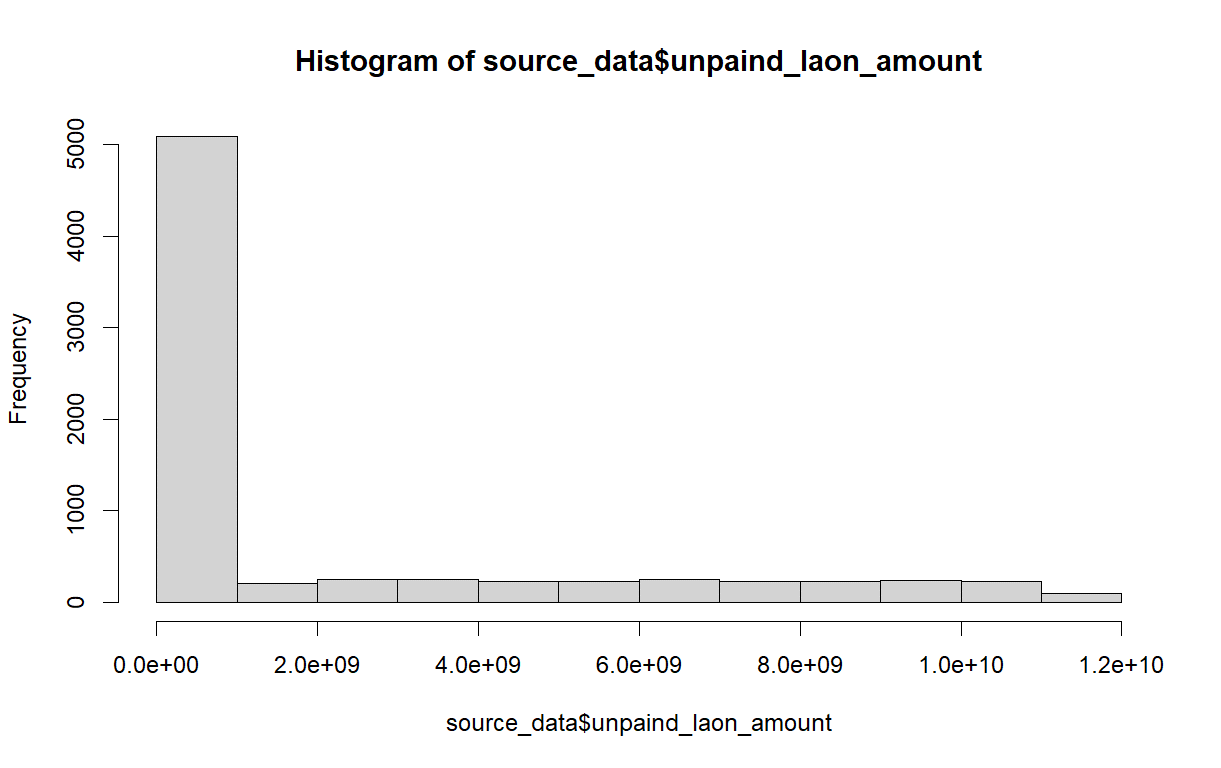 Histogram of source_data$unpaind_laon_amount
Frequency
5000
4000
3000
2000
1000
0
0.0e+00 2.0e+09 4.0e+09 6.0e+09 8.0e+09 1.0e+10 1.2e+10
source_data$unpaind_laon_amount